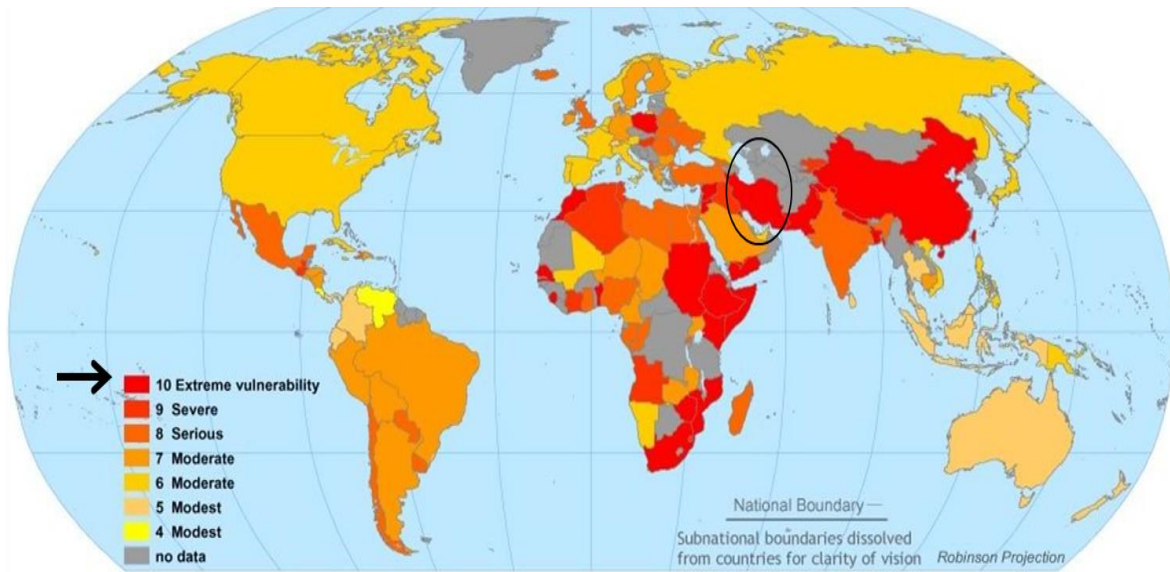 10 Extreme vulnerability
9 Severe
8 Serious
7 Moderate
6 Moderate
5 Modest
4 Modest
no data
National Boundary —
Subnational boundaries dissolved
from countries for clarity of vision
Robinson Projection